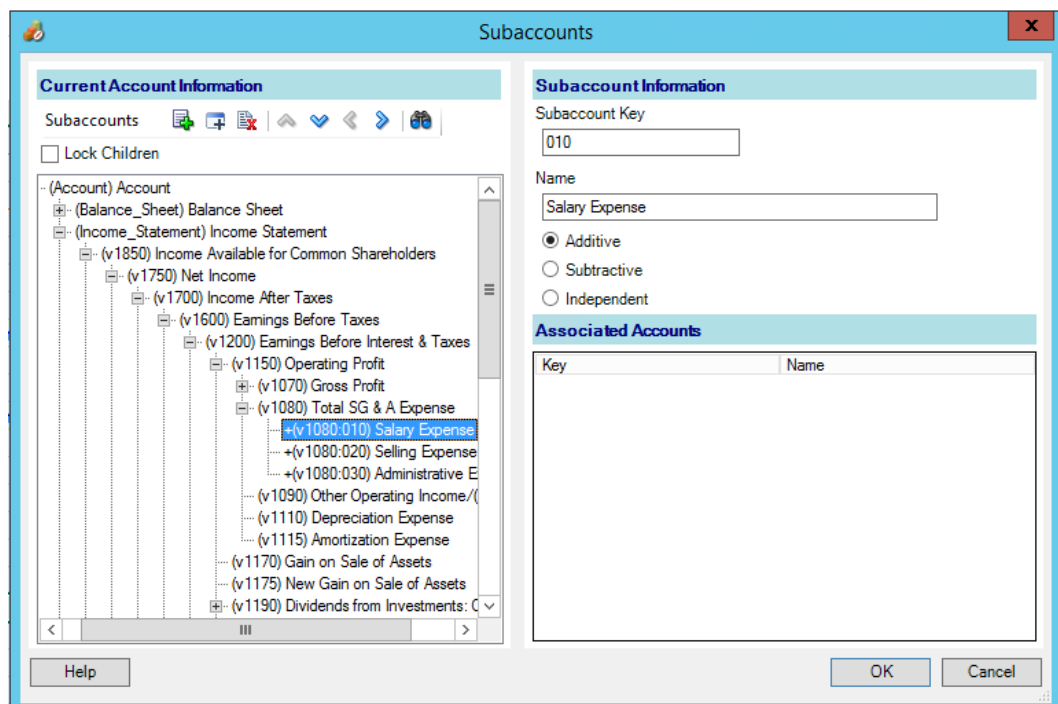 Subaccounts
x
Current Account Information
Subaccounts
Lock Children
(Account) Account
(Balance_Sheet) Balance Sheet
(Income_Statement) Income Statement
(v1850) Income Available for Common Shareholders
(v1750) Net Income
(v1700) Income After Taxes
(v1600) Earnings Before Taxes
(v1200) Earnings Before Interest & Taxes
(v1150) Operating Profit
(v1070) Gross Profit
(v1080) Total SG & A Expense
+(v1080:010) Salary Expense
+(v1080:020) Selling Expense
+(v1080:030) Administrative E
(v1090) Other Operating Income/(
(v1110) Depreciation Expense
(v1115) Amortization Expense
(v1170) Gain on Sale of Assets
(v1175) New Gain on Sale of Assets
(v1190) Dividends from Investments: C
Subaccount Information
Subaccount Key
010
Name
Salary Expense
Additive
Subtractive
Independent
Associated Accounts
Key Name
Help OK Cancel